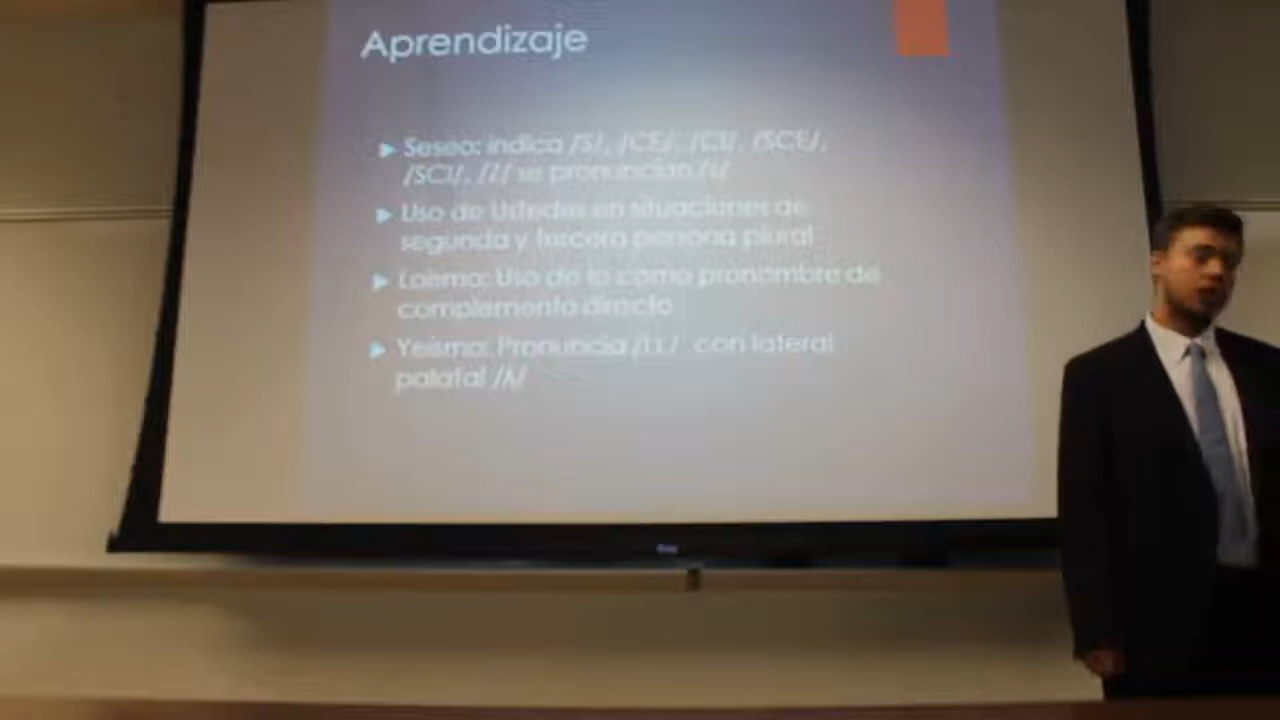 Aprendizaje
Seseo: indica /S/, /CE/, /CI/, /SCE/,
/SCI/, /Z/ se pronuncian /s/
Uso de Ustedes en situaciones de
segunda y tercera persona plural
Loísmo: Uso de lo como pronombre de
complemento directo
Yeísmo: Pronuncia /LL/ con lateral
palatal /ʎ/